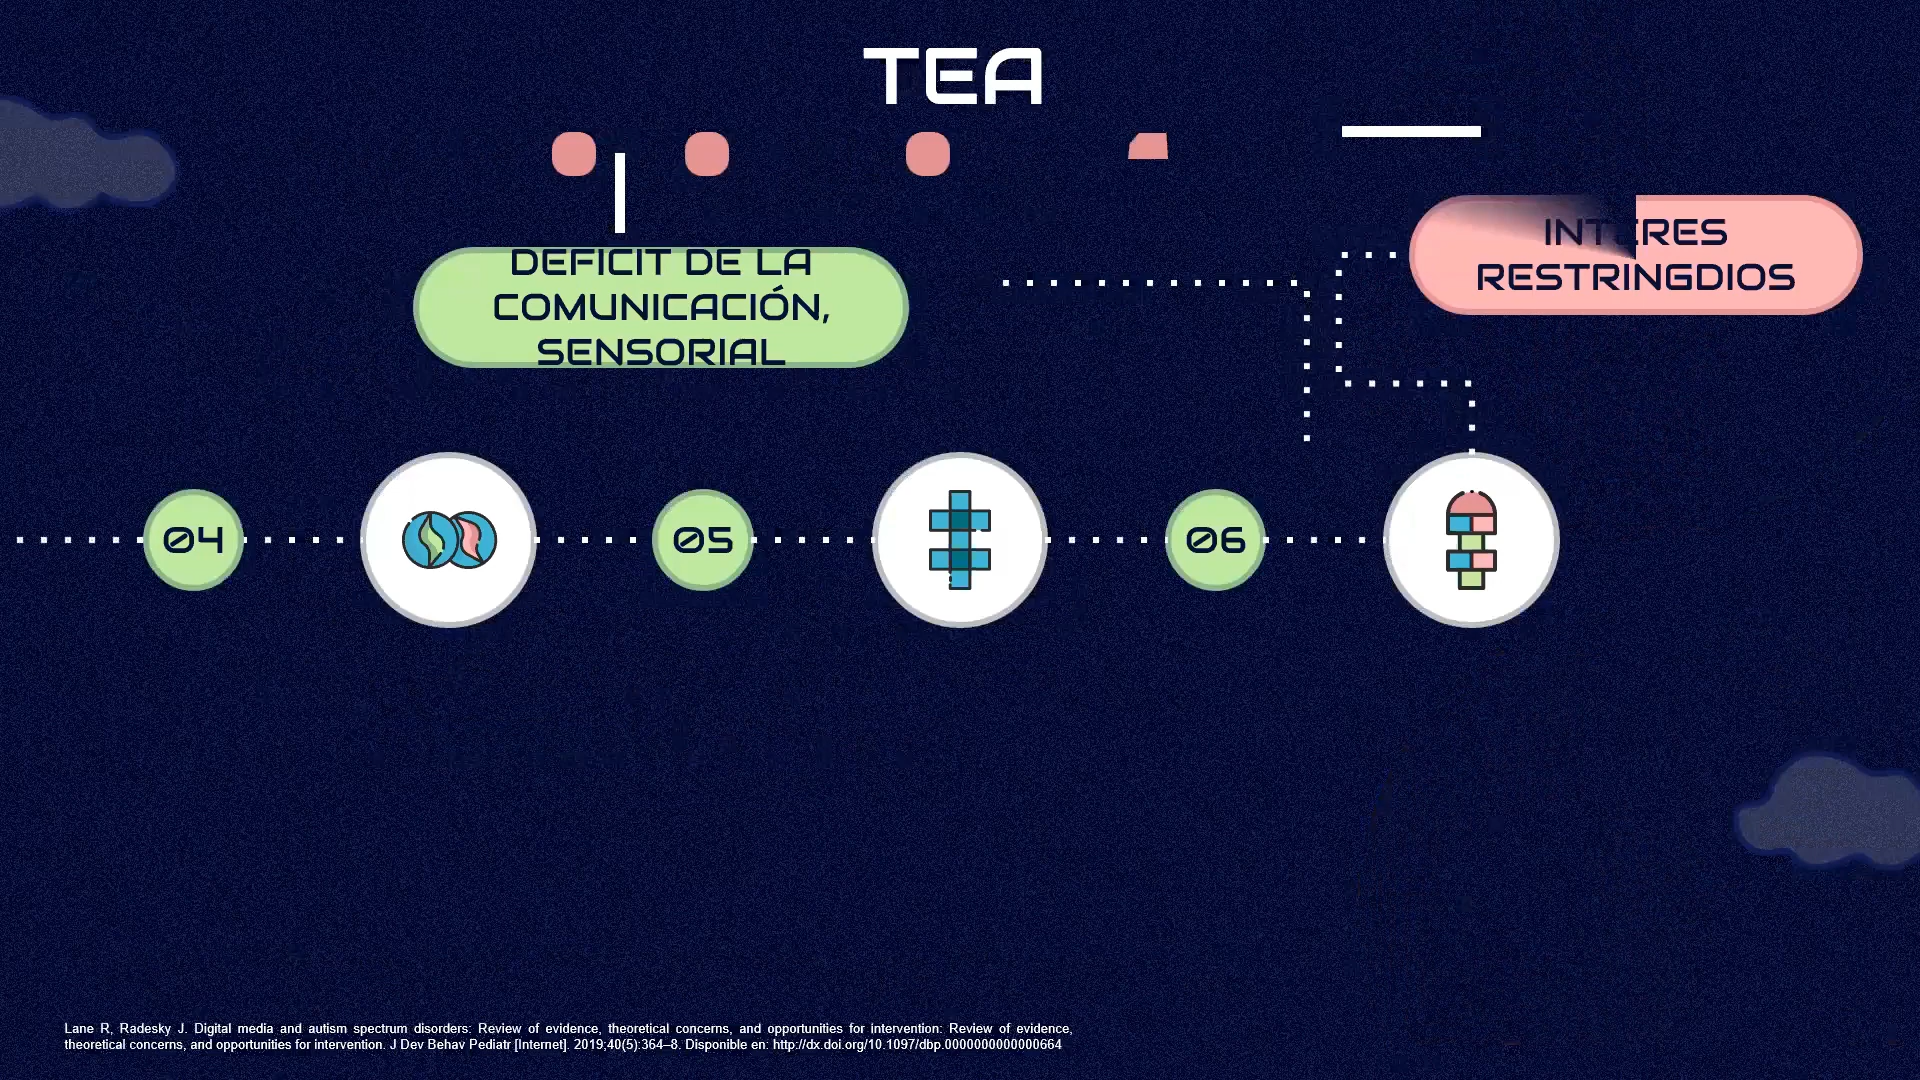 TEA
DEFICIT DE LA
COMUNICACIÓN,
SENSORIAL
INTERES
RESTRINGDIOS
04
05
06
Lane R, Radesky J. Digital media and autism spectrum disorders: Review of evidence, theoretical concerns, and opportunities for intervention: Review of evidence,
theoretical concerns, and opportunities for intervention. J Dev Behav Pediatr [Internet]. 2019;40(5):364–8. Disponible en: http://dx.doi.org/10.1097/dbp.0000000000000664